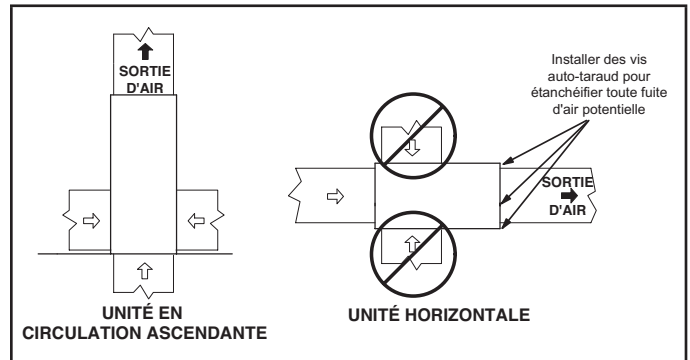 SORTIE
D'AIR
UNITÉ EN
CIRCULATION ASCENDANTE
Installer des vis
auto-taraud pour
étanchéifier toute fuite
d'air potentielle
SORTIE
D'AIR
UNITÉ HORIZONTALE